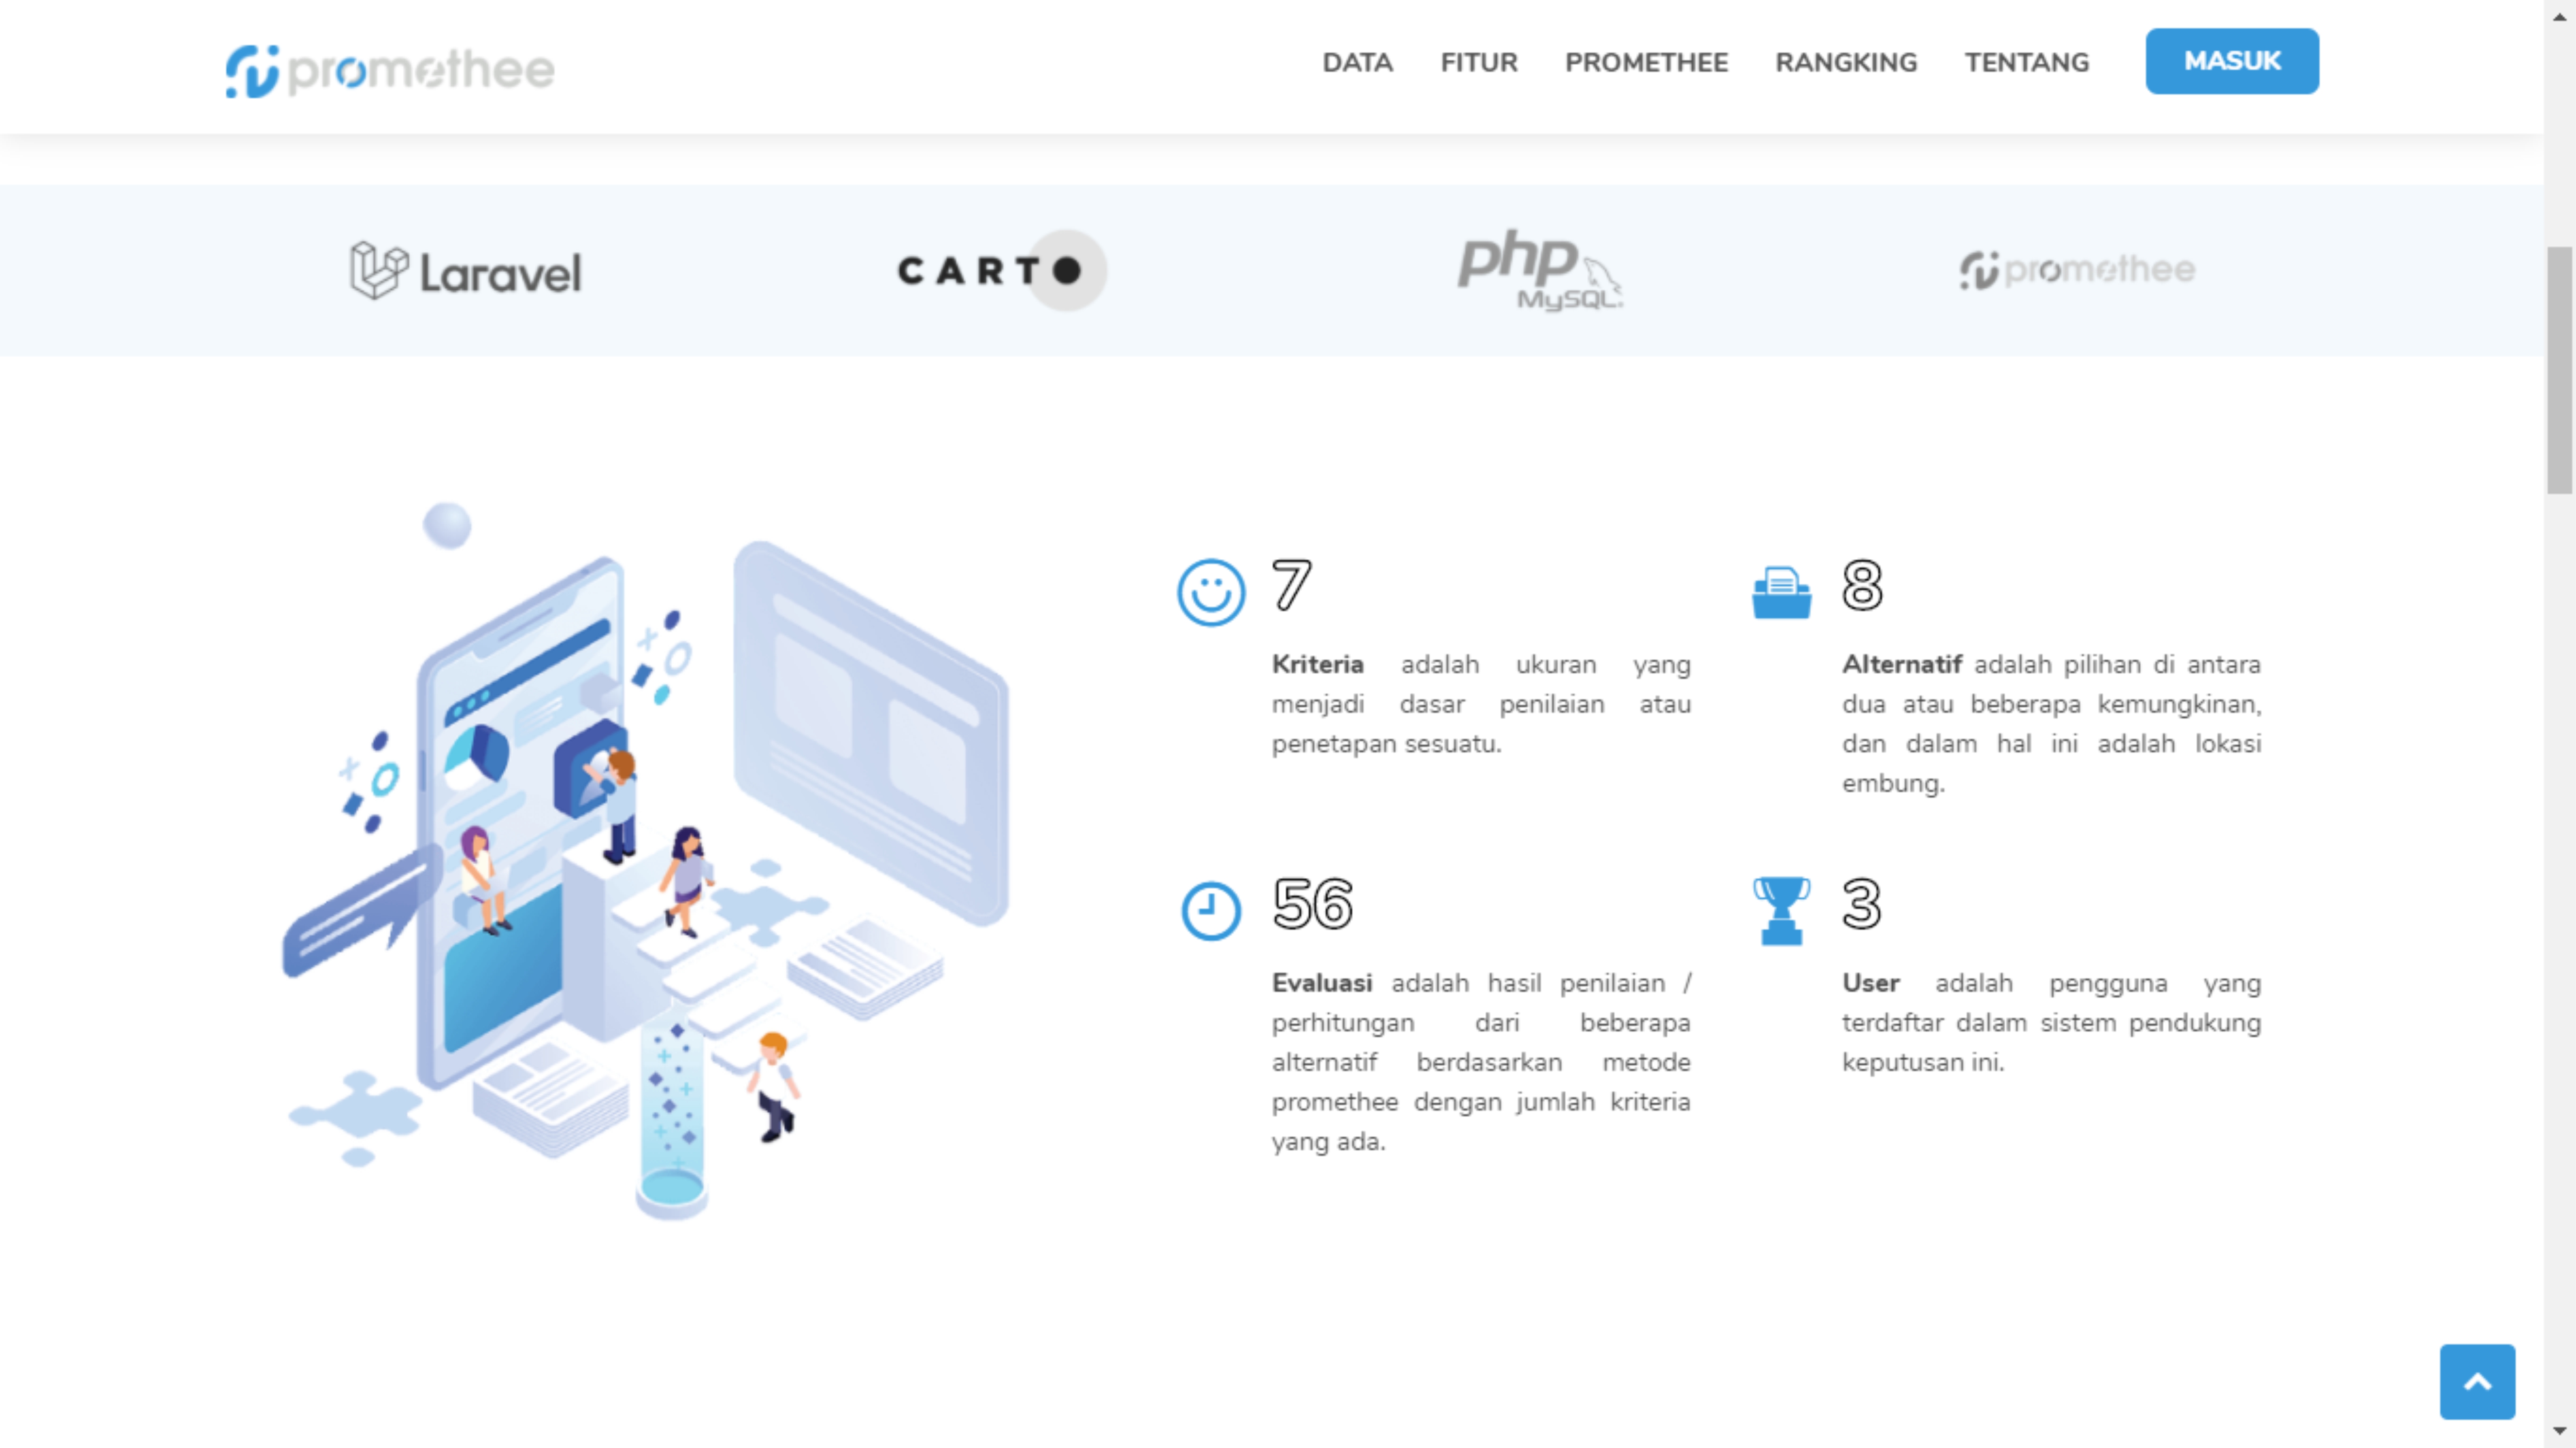 promethee
DATA FITUR PROMETHEE RANGKING TENTANG MASUK
Laravel
CARTO
php
MySQL.
promethee
7
Kriteria adalah ukuran yang
menjadi dasar penilaian atau
penetapan sesuatu.
8
Alternatif adalah pilihan di antara
dua atau beberapa kemungkinan,
dan dalam hal ini adalah lokasi
embung.
56
Evaluasi adalah hasil penilaian /
perhitungan dari beberapa
alternatif berdasarkan metode
promethee dengan jumlah kriteria
yang ada.
3
User adalah pengguna yang
terdaftar dalam sistem pendukung
keputusan ini.